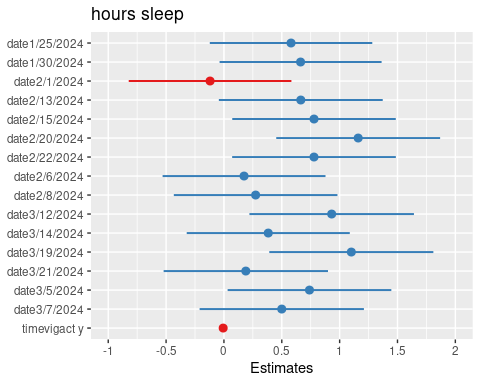 hours sleep
date1/25/2024
date1/30/2024
date2/1/2024
date2/13/2024
date2/15/2024
date2/20/2024
date2/22/2024
date2/6/2024
date2/8/2024
date3/12/2024
date3/14/2024
date3/19/2024
date3/21/2024
date3/5/2024
date3/7/2024
timevigact y
-1 -0.5 0 0.5 1 1.5 2
Estimates